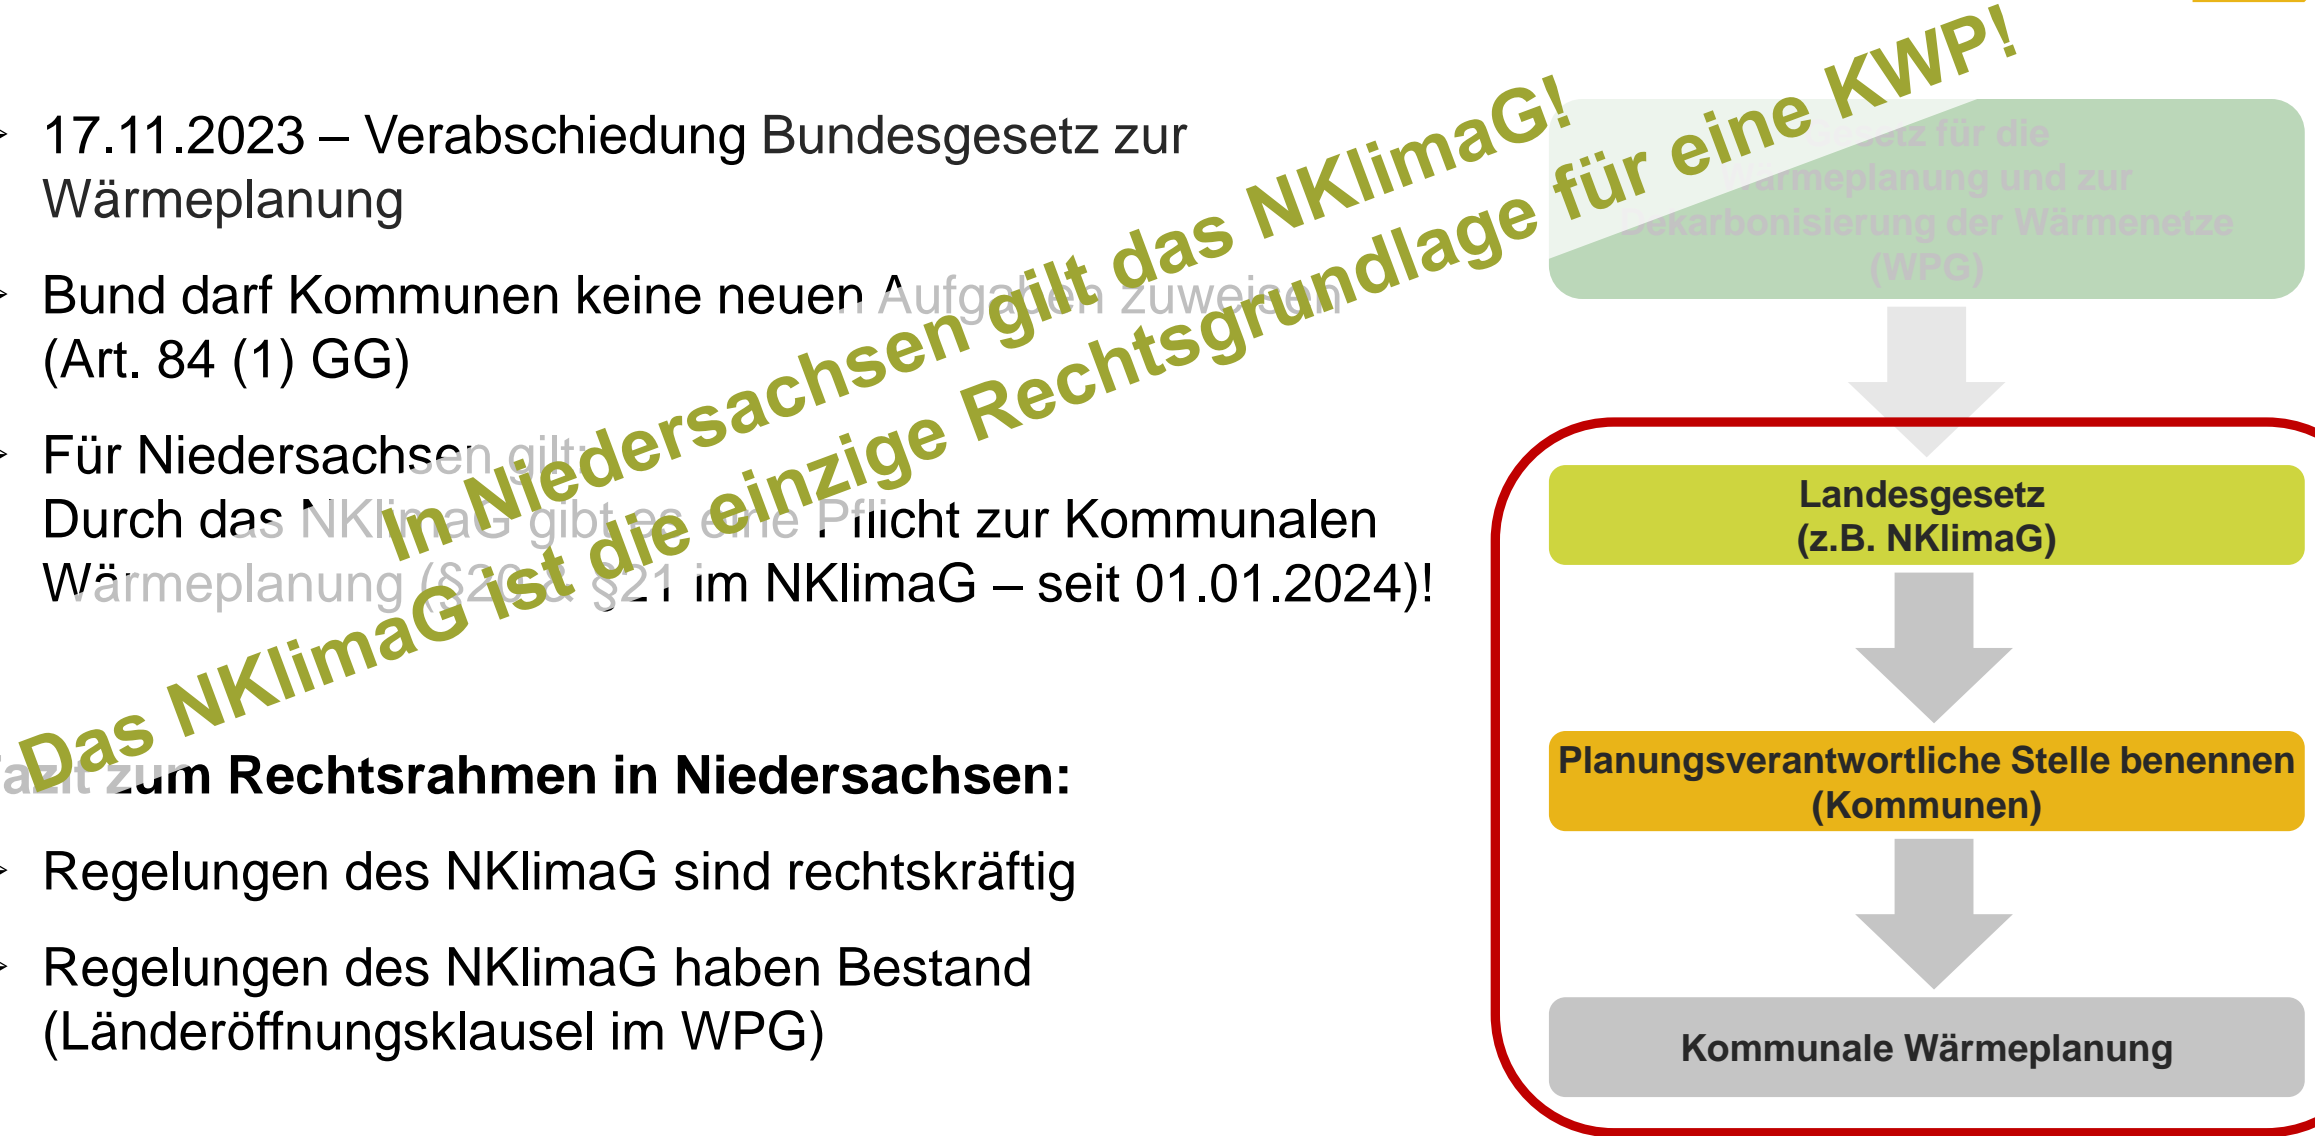 17.11.2023 – Verabschiedung Bundesgesetz zur
Wärmeplanung
Bund darf Kommunen keine neuen Aufgaben zuweisen
(Art. 84 (1) GG)
Für Niedersachsen gilt:
Durch das NKlimaG gibt es eine Pflicht zur Kommunalen
Wärmeplanung (§20 & §21 im NKlimaG – seit 01.01.2024)!
In Niedersachsen gilt das NKlimaG!
Das NKlimaG ist die einzige Rechtsgrundlage für eine KWP!
Fazit zum Rechtsrahmen in Niedersachsen:
Regelungen des NKlimaG sind rechtskräftig
Regelungen des NKlimaG haben Bestand
(Länderöffnungsklausel im WPG)
Gesetz für die
Wärmeplanung und zur
Dekarbonisierung der Wärmenetze
(WPG)
Landesgesetz
(z.B. NKlimaG)
Planungsverantwortliche Stelle benennen
(Kommunen)
Kommunale Wärmeplanung